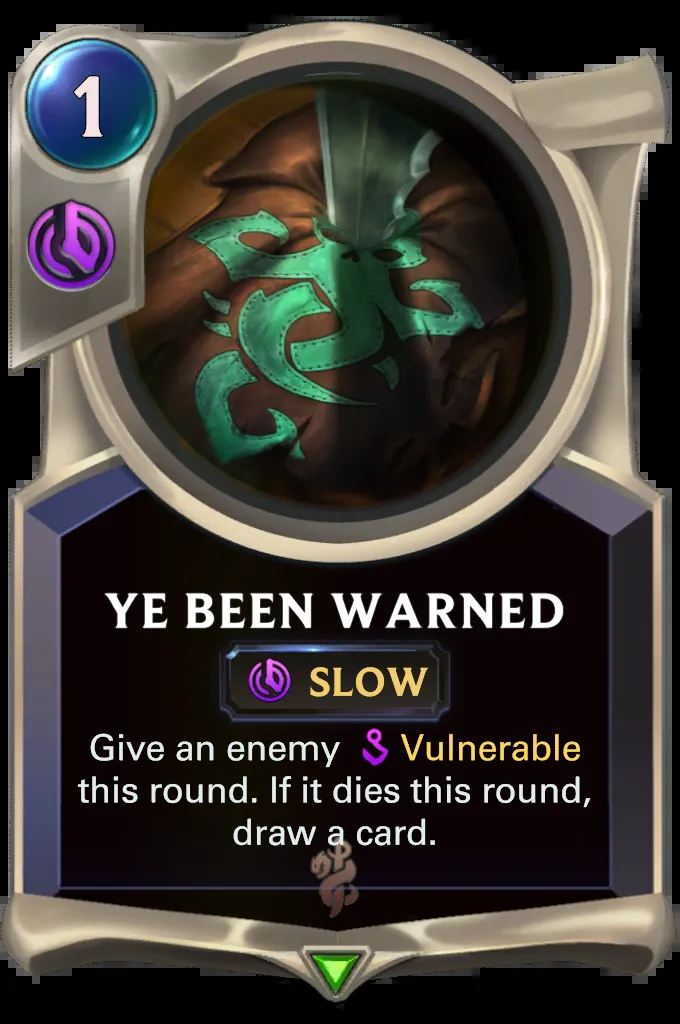 1
YE BEEN WARNED
SLOW
Give an enemy Vulnerable
this round. If it dies this round,
draw a card.